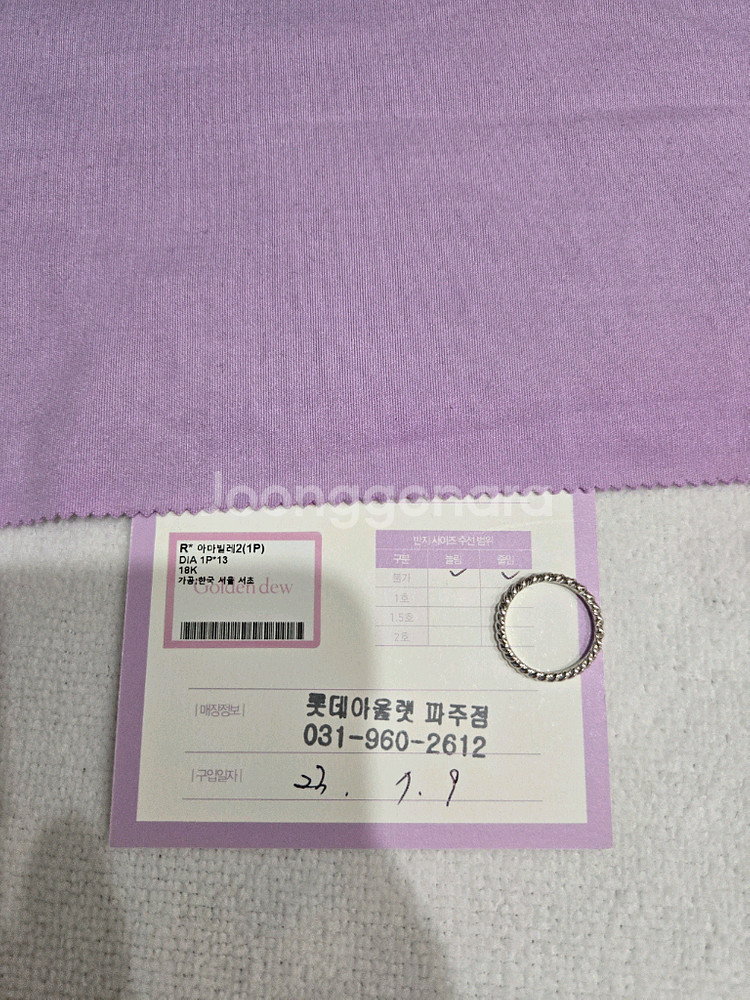 Joonggonara
R* 아마빌레2(1P)
DIA 1P*13
18K
가공:한국 서울 서초
Golden dew
반지 사이즈 수선 범위
구분 늘림 줄임
불가 ✓ ✓
1호
1.5호
2호
|매장정보| 롯데아울렛 파주점
031-960-2612
|구입일자| 23. 7. 9